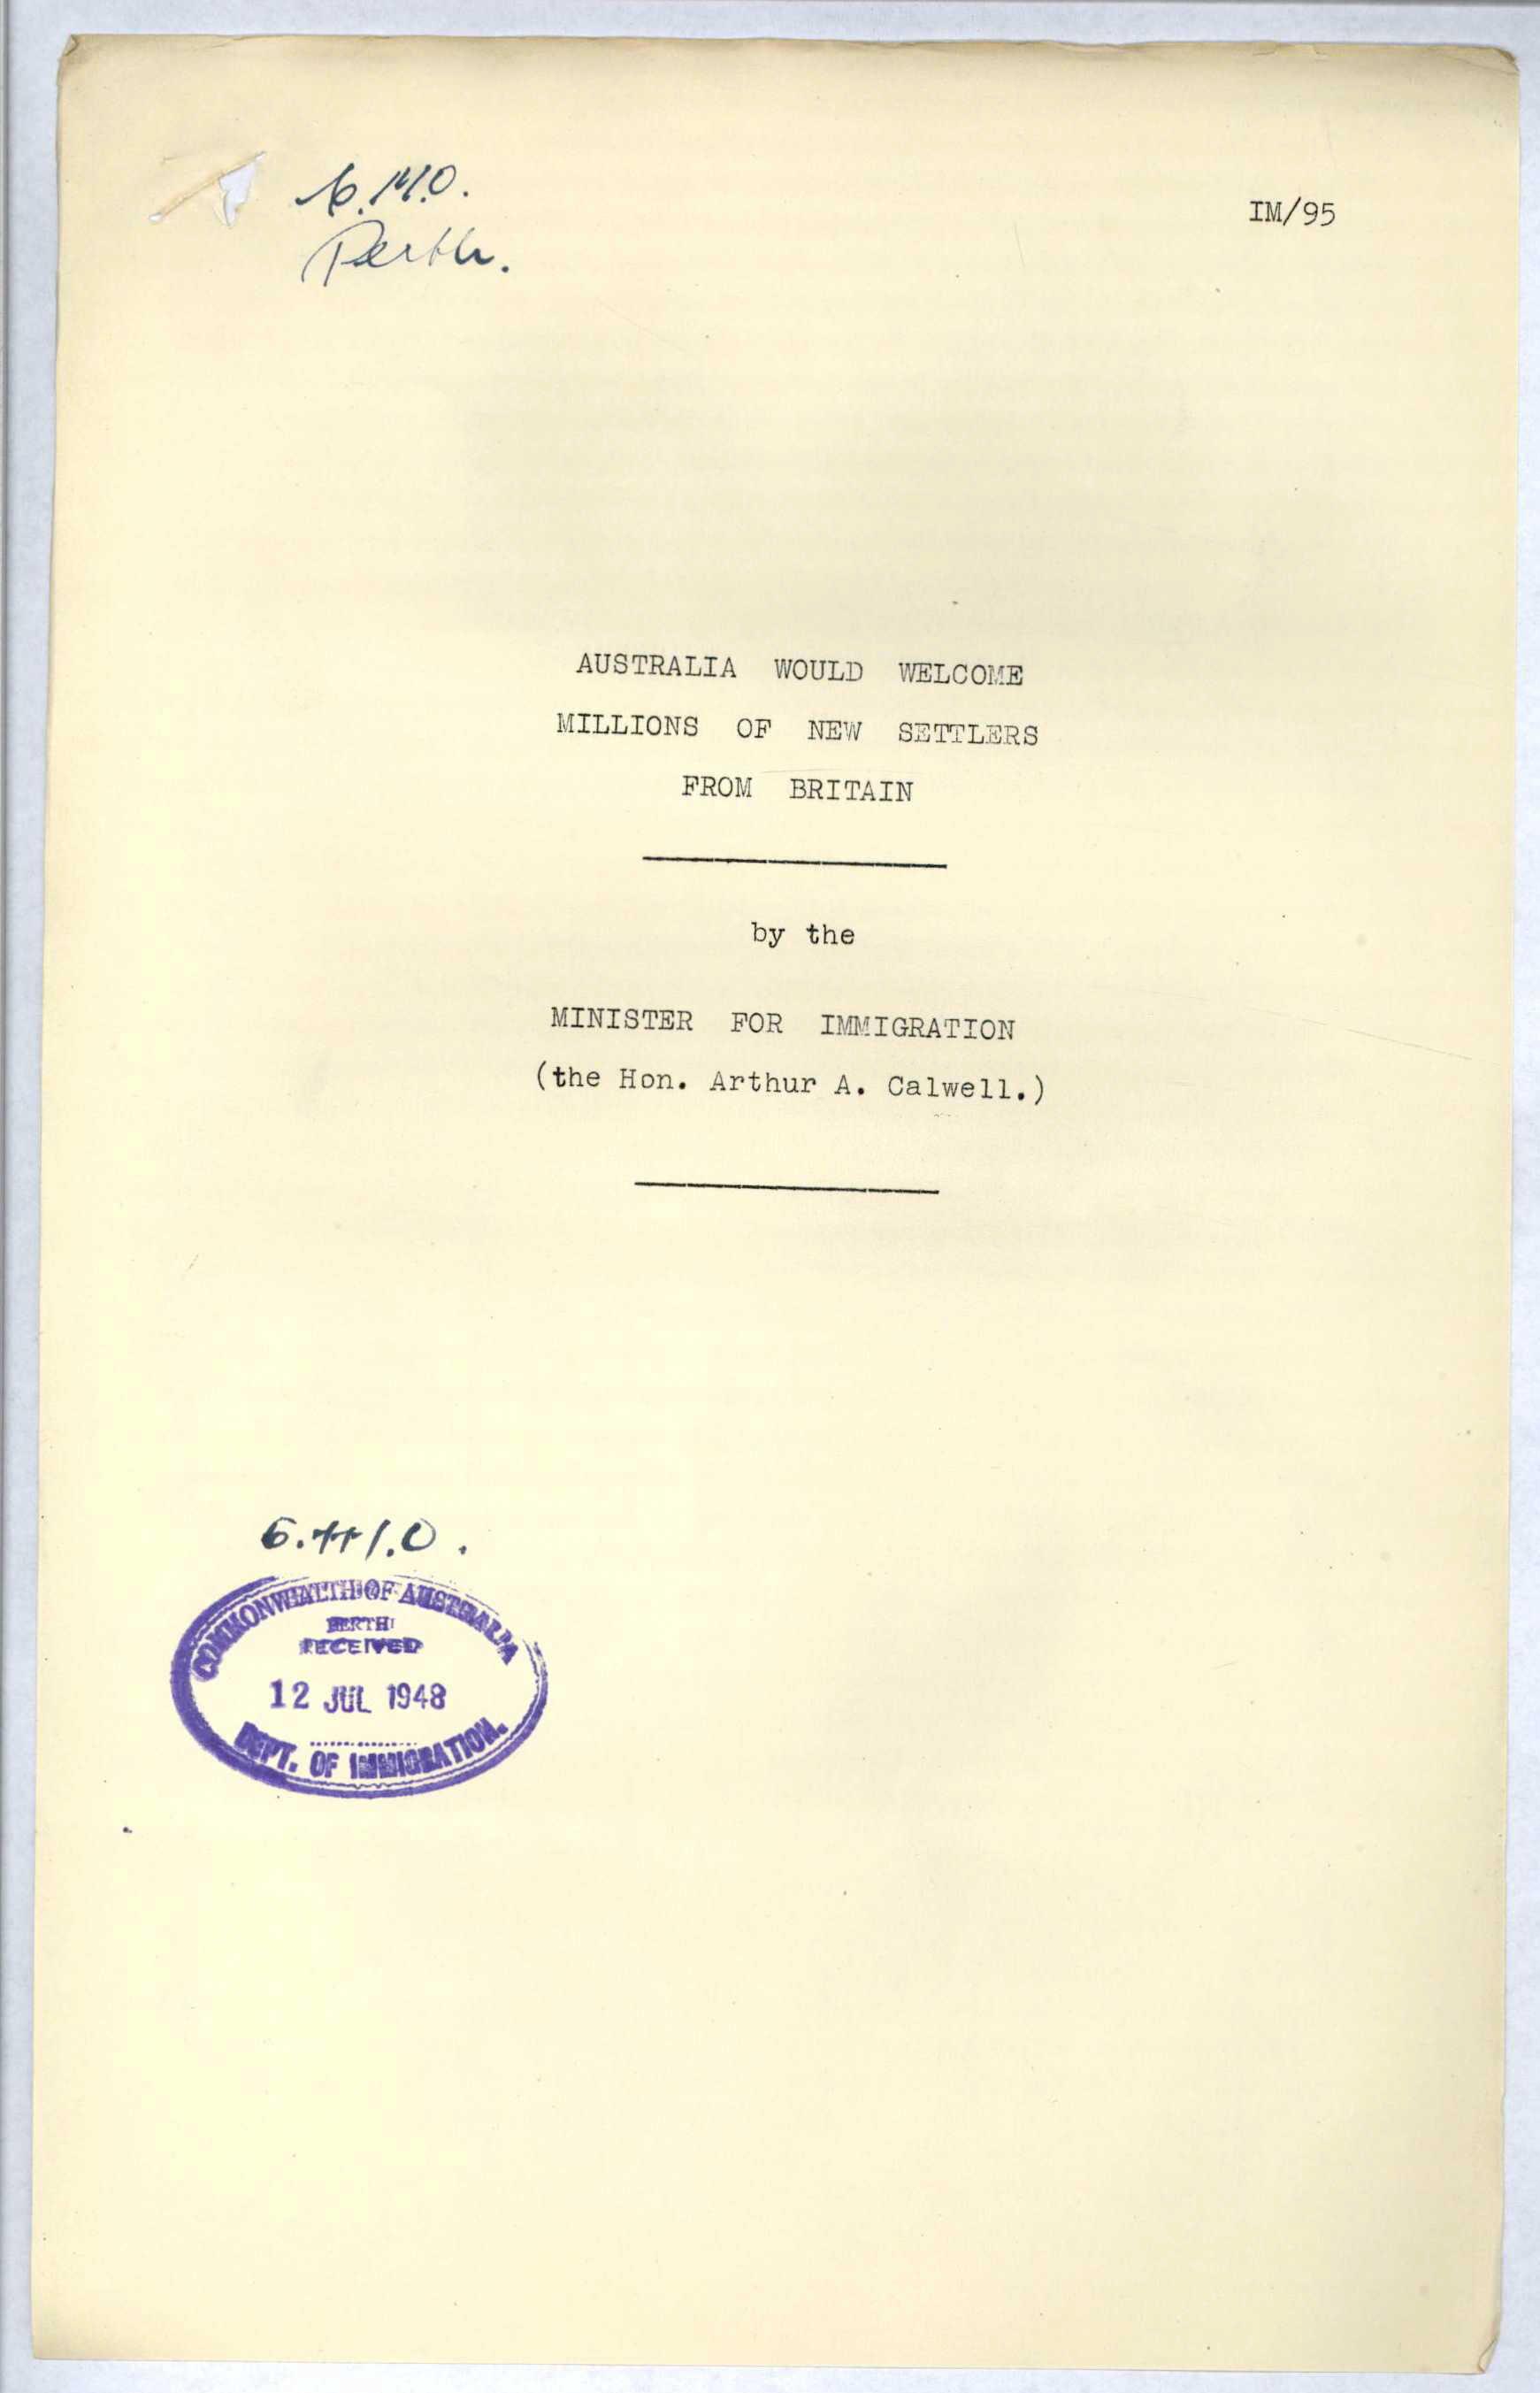 Perth.
IM/95
AUSTRALIA WOULD WELCOME
MILLIONS OF NEW SETTLERS
FROM BRITAIN
by the
MINISTER FOR IMMIGRATION
(the Hon. Arthur A. Calwell.)
COMMONWEALTH OF AUSTRALIA
PERTH
RECEIVED
12 JUL 1948
DEPT. OF IMMIGRATION.